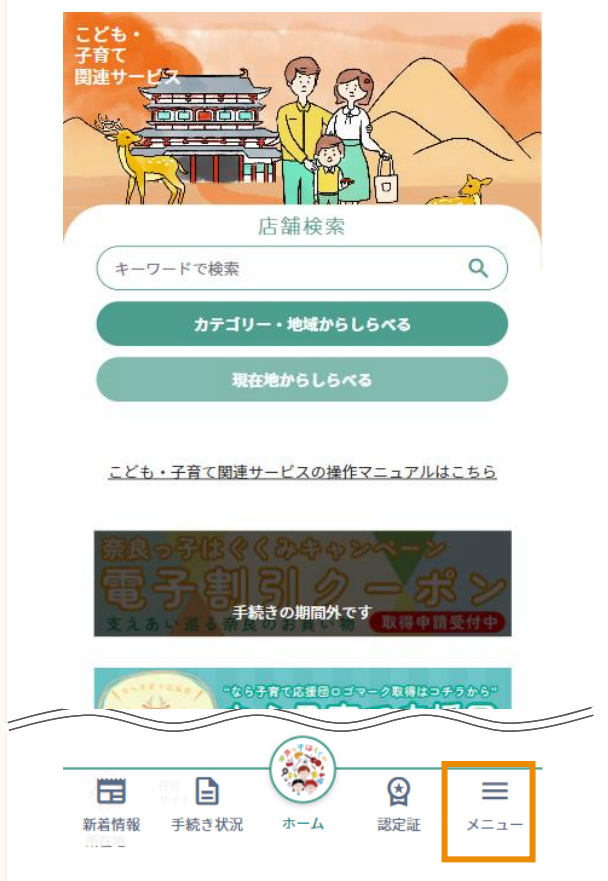 こども・
子育て
関連サービス
店舗検索
キーワードで検索
カテゴリー・地域からしらべる
現在地からしらべる
こども・子育て関連サービスの操作マニュアルはこちら
奈良っ子はぐくみキャンペーン
電子割引クーポン
手続きの期間外です
支えあい巡る奈良のお買い物 取得申請受付中
"なら子育て応援団ロゴマーク取得はコチラから"
新着情報 手続き状況 ホーム 認定証 メニュー